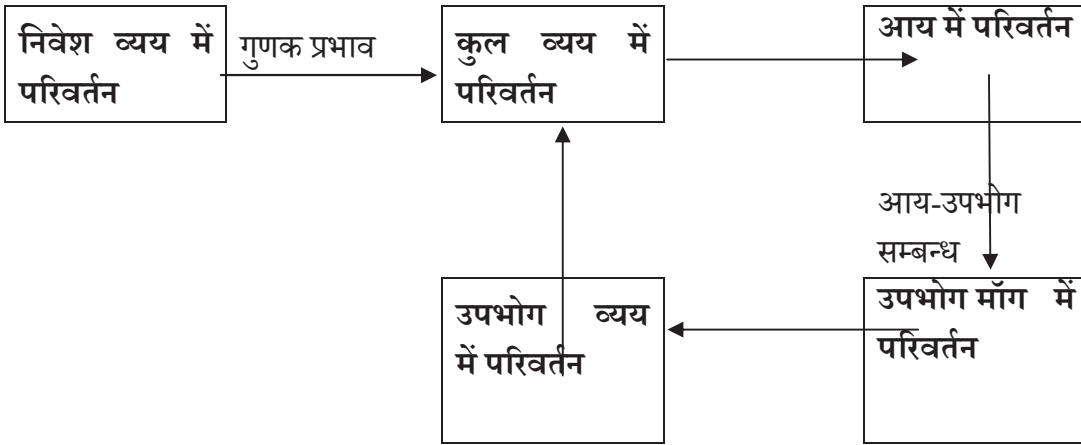 निवेश व्यय में
परिवर्तन
गुणक प्रभाव
कुल व्यय में
परिवर्तन
आय में परिवर्तन
आय-उपभोग
सम्बन्ध
उपभोग व्यय
में परिवर्तन
उपभोग मॉग में
परिवर्तन